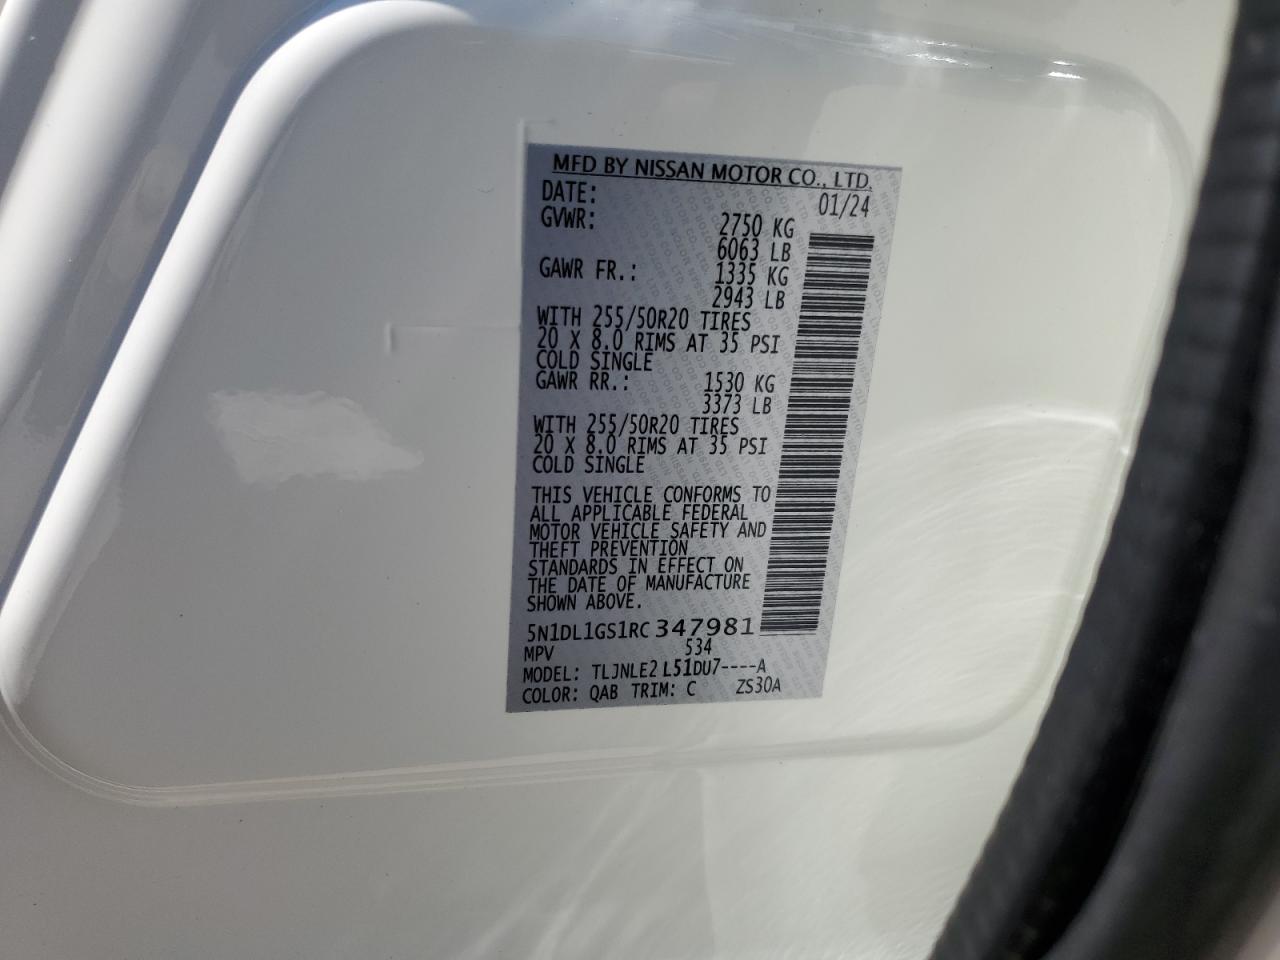 MFD BY NISSAN MOTOR CO., LTD.
DATE: 01/24
GVWR: 2750 KG
6063 LB
GAWR FR.: 1335 KG
2943 LB
WITH 255/50R20 TIRES
20 X 8.0 RIMS AT 35 PSI
COLD SINGLE
GAWR RR.: 1530 KG
3373 LB
WITH 255/50R20 TIRES
20 X 8.0 RIMS AT 35 PSI
COLD SINGLE
THIS VEHICLE CONFORMS TO
ALL APPLICABLE FEDERAL
MOTOR VEHICLE SAFETY AND
THEFT PREVENTION
STANDARDS IN EFFECT ON
THE DATE OF MANUFACTURE
SHOWN ABOVE.
5N1DL1GS1RC347981
MPV 534
MODEL: TLJNLE2 L51DU7----A
COLOR: QAB TRIM: C ZS30A